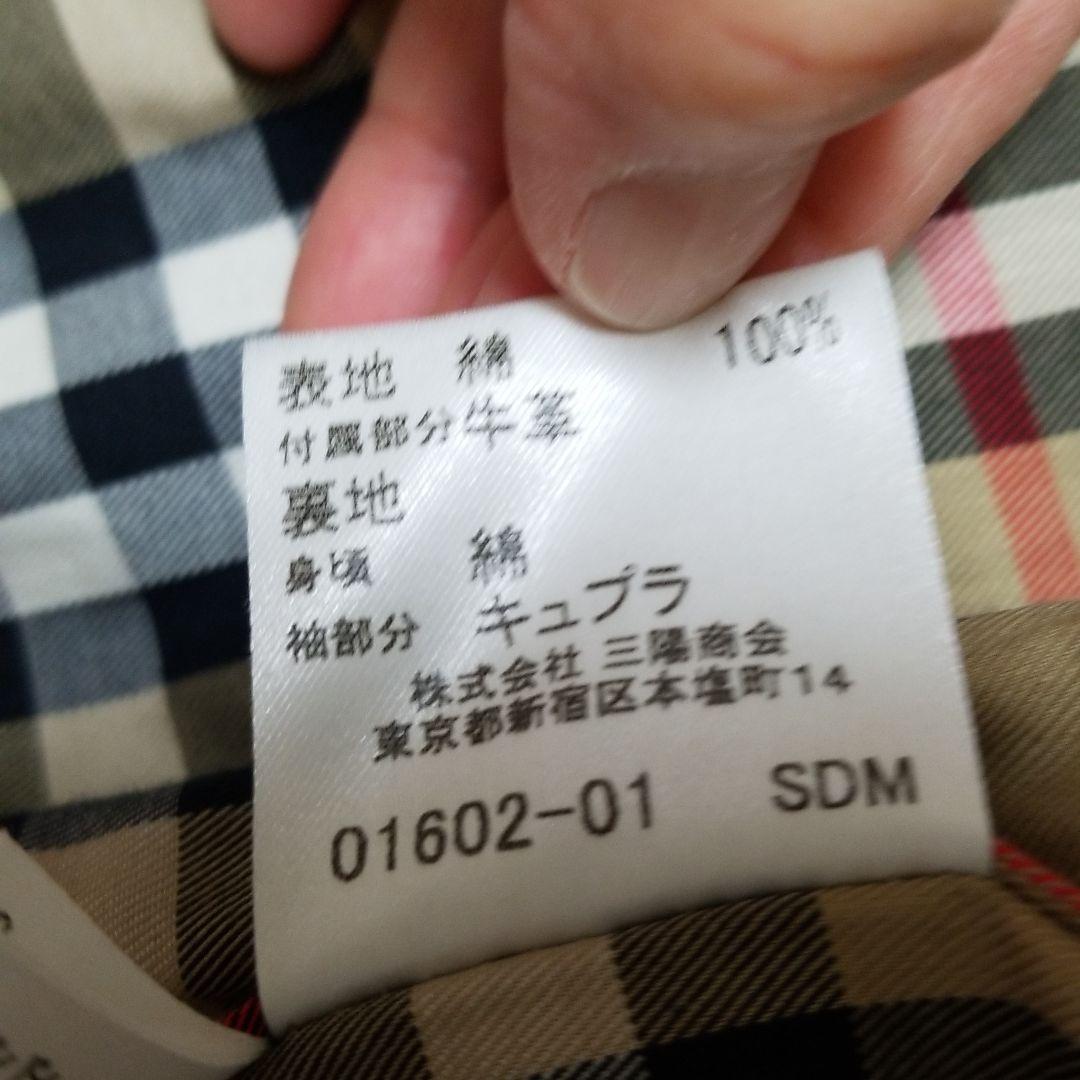 表地 綿 100%
付属部分 牛革
裏地
身頃 綿
袖部分 キュプラ
株式会社 三陽商会
東京都新宿区本塩町14
01602-01 SDM